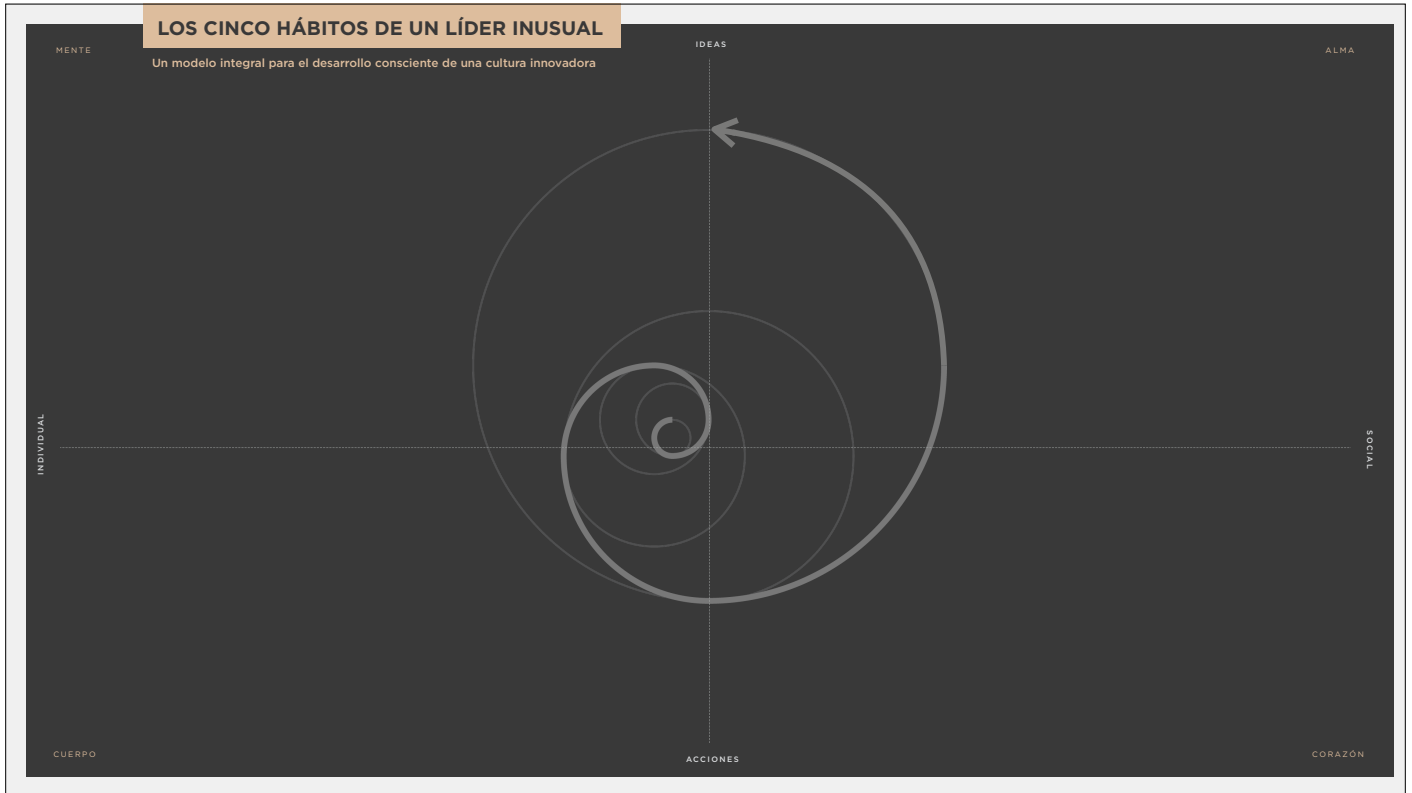 LOS CINCO HÁBITOS DE UN LÍDER INUSUAL
Un modelo integral para el desarrollo consciente de una cultura innovadora
MENTE
IDEAS
ALMA
INDIVIDUAL
SOCIAL
CUERPO
ACCIONES
CORAZÓN